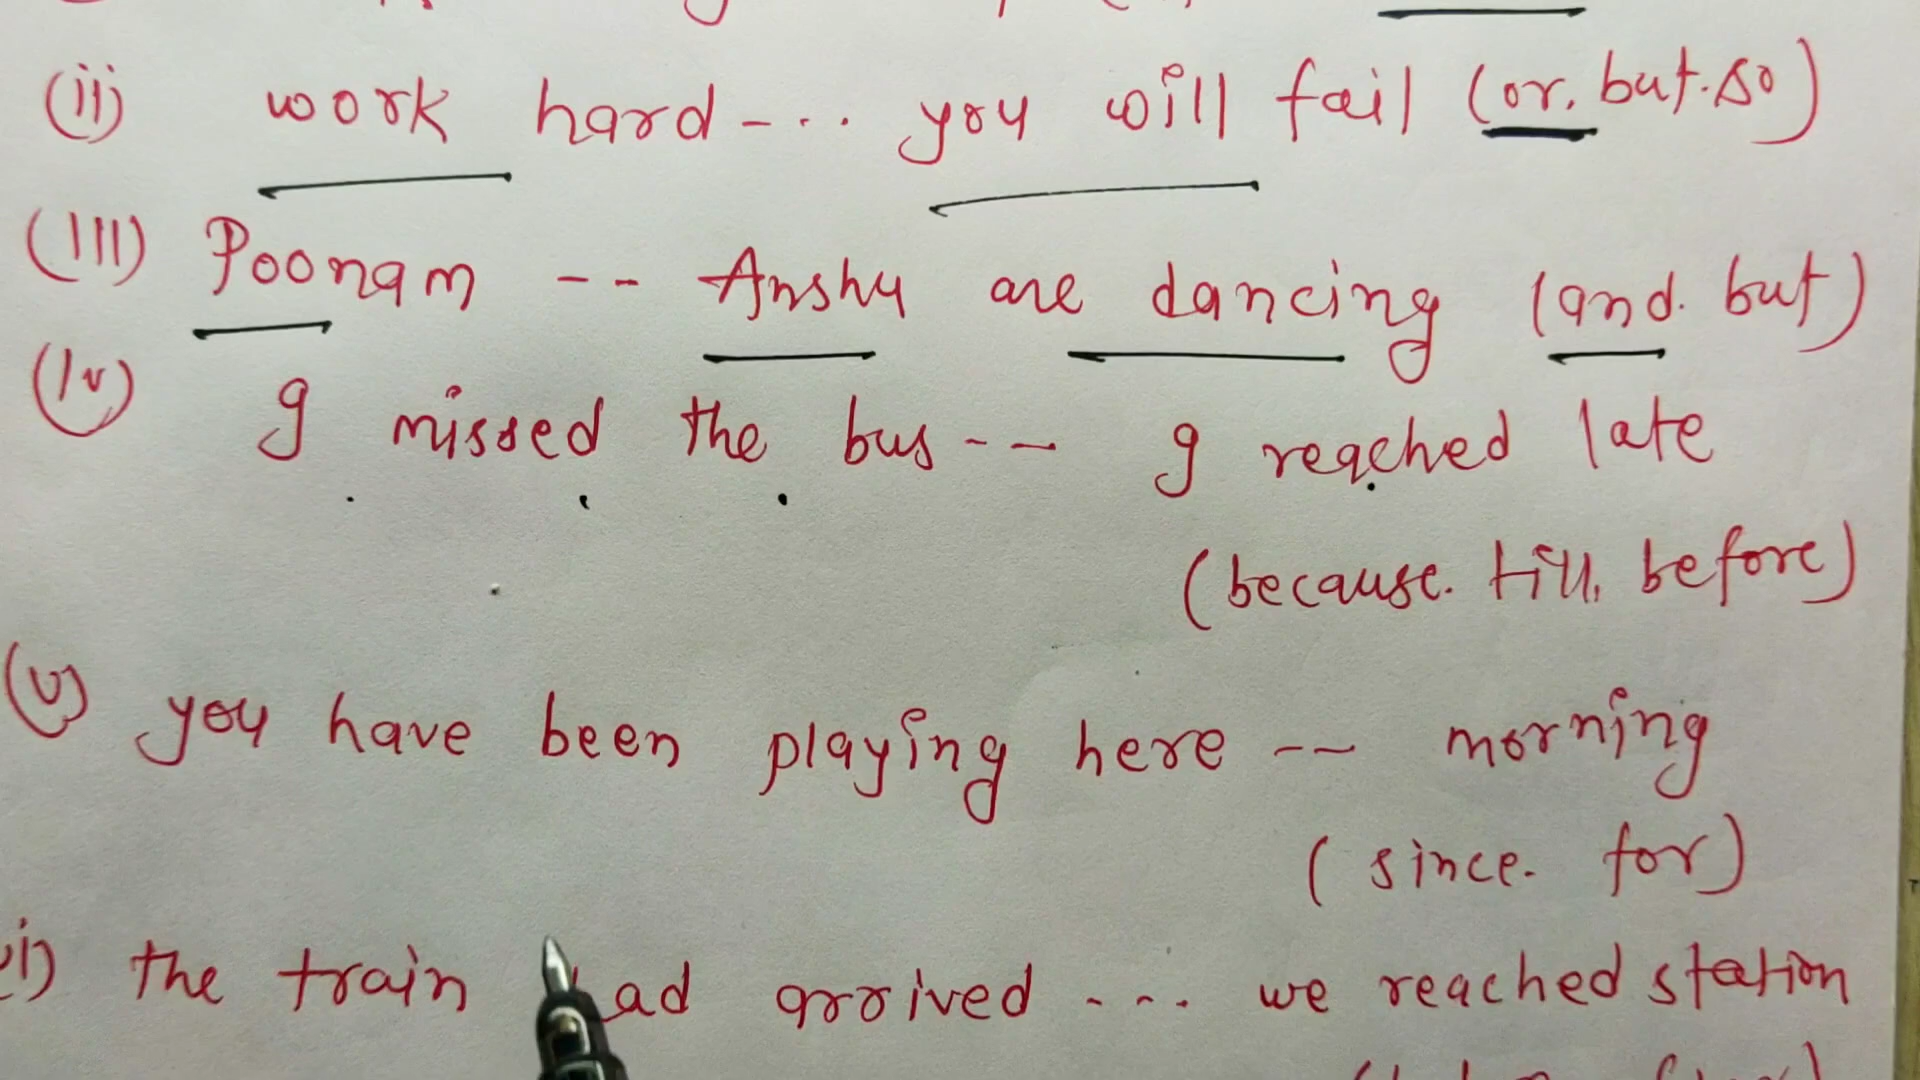 (ii) work hard -... you will fail (or. but. so)
(III) Poonam -- Anshu are dancing (and. but)
(Iv) I missed the bus -- I reached late
(because. till. before)
(v) you have been playing here -- morning
(since. for)
i) the train had arrived ... we reached station